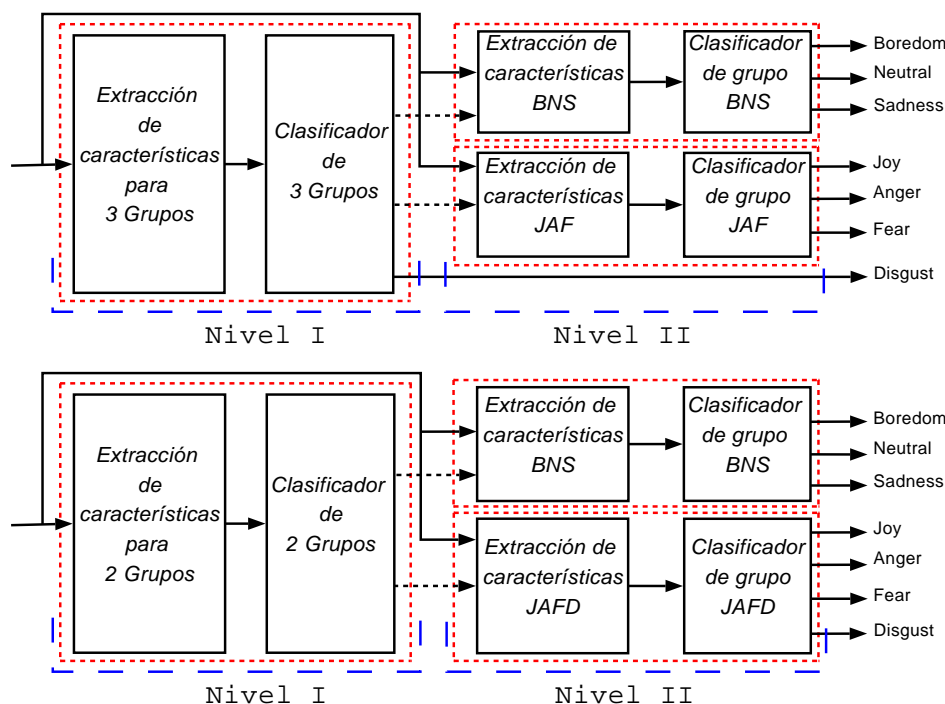 Extracción
de
características
para
3 Grupos
Clasificador
de
3 Grupos
Extracción de
características
BNS
Clasificador
de grupo
BNS
Boredom
Neutral
Sadness
Extracción de
características
JAF
Clasificador
de grupo
JAF
Joy
Anger
Fear
Disgust
Nivel I
Nivel II
Extracción
de
características
para
2 Grupos
Clasificador
de
2 Grupos
Extracción de
características
BNS
Clasificador
de grupo
BNS
Boredom
Neutral
Sadness
Extracción de
características
JAFD
Clasificador
de grupo
JAFD
Joy
Anger
Fear
Disgust
Nivel I
Nivel II